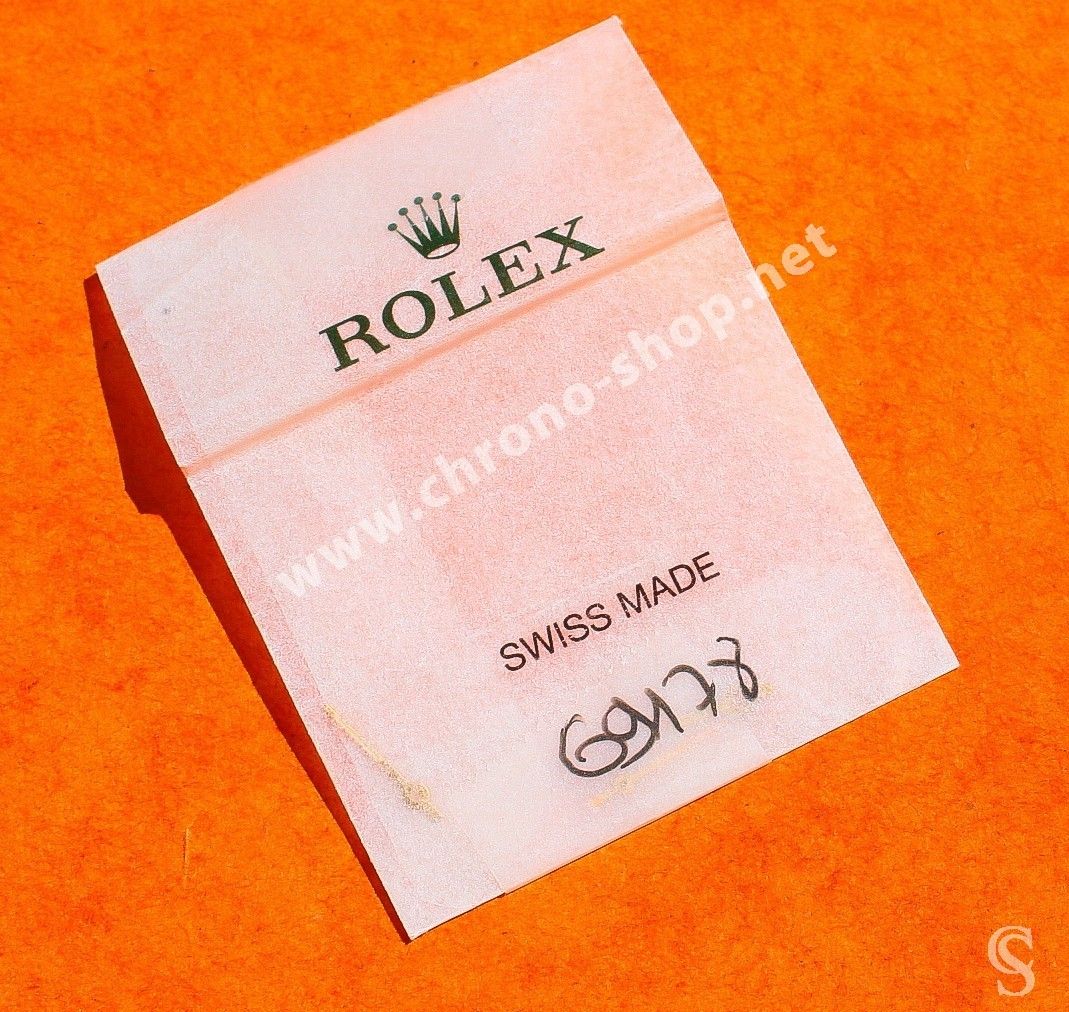 ROLEX
www.chrono-shop.net
SWISS MADE
69178